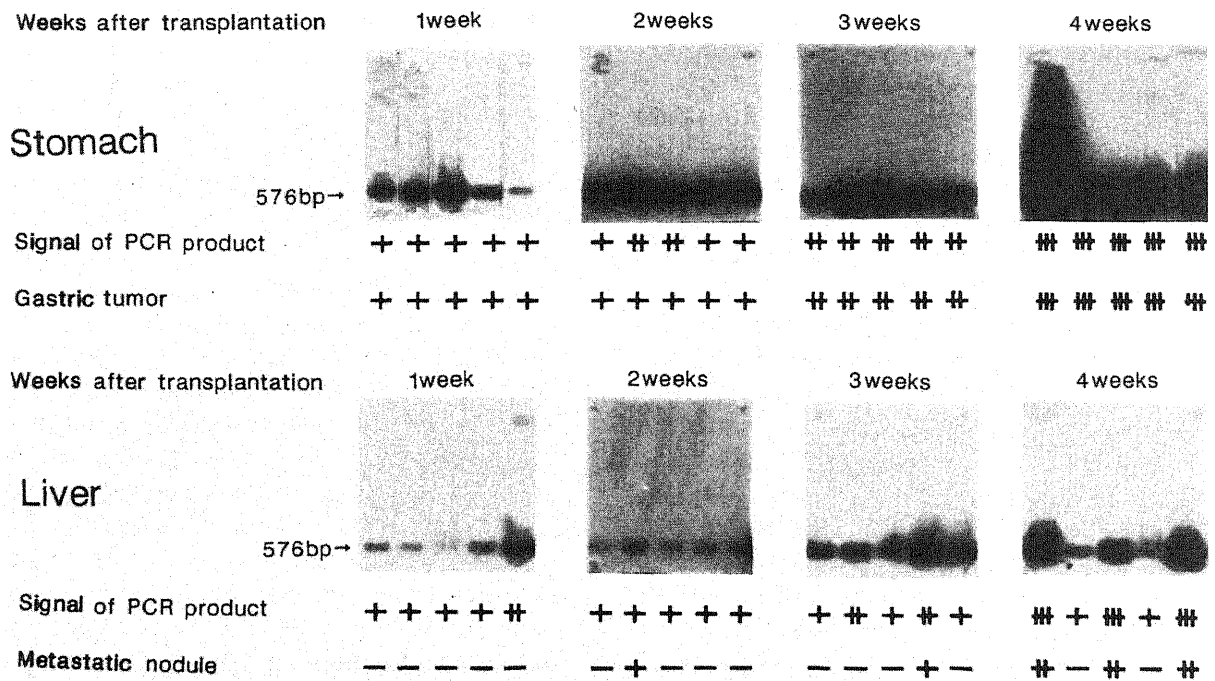 Weeks after transplantation 1week 2weeks 3weeks 4weeks
Stomach
576bp→
Signal of PCR product + + + + + + ⧺ ⧺ + + ⧺ ⧺ ⧺ ⧺ ⧺ ⧻ ⧻ ⧻ ⧻ ⧻
Gastric tumor + + + + + + + + + + ⧺ ⧺ ⧺ ⧺ ⧺ ⧻ ⧻ ⧻ ⧻ ⧻
Weeks after transplantation 1week 2weeks 3weeks 4weeks
Liver
576bp→
Signal of PCR product + + + + ⧺ + + + + + + ⧺ + ⧺ + ⧻ + ⧻ + ⧻
Metastatic nodule − − − − − − + − − − − − − + − ⧺ − ⧺ − ⧺